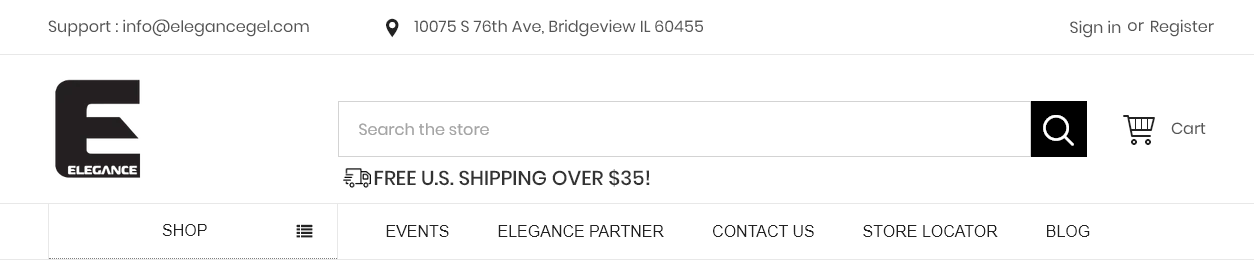 Support : info@elegancegel.com
10075 S 76th Ave, Bridgeview IL 60455
Sign in or Register
ELEGANCE
Search the store
Cart
FREE U.S. SHIPPING OVER $35!
SHOP
EVENTS
ELEGANCE PARTNER
CONTACT US
STORE LOCATOR
BLOG